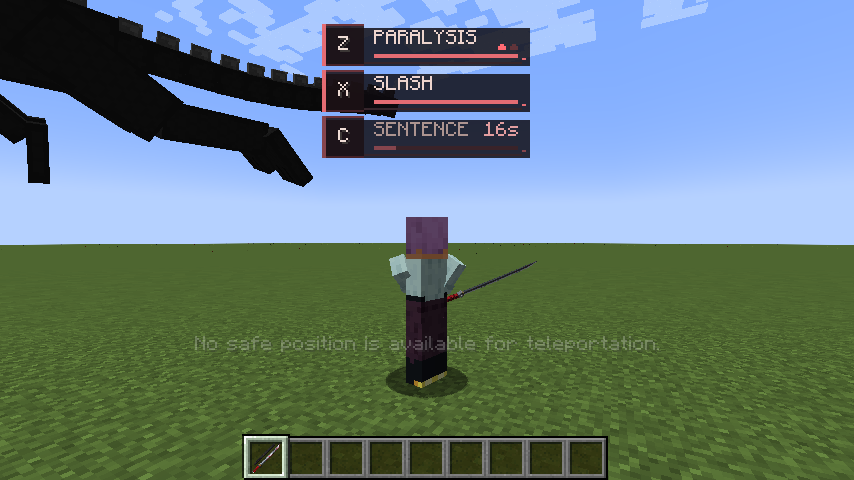 Z PARALYSIS
X SLASH
C SENTENCE 16s
No safe position is available for teleportation.